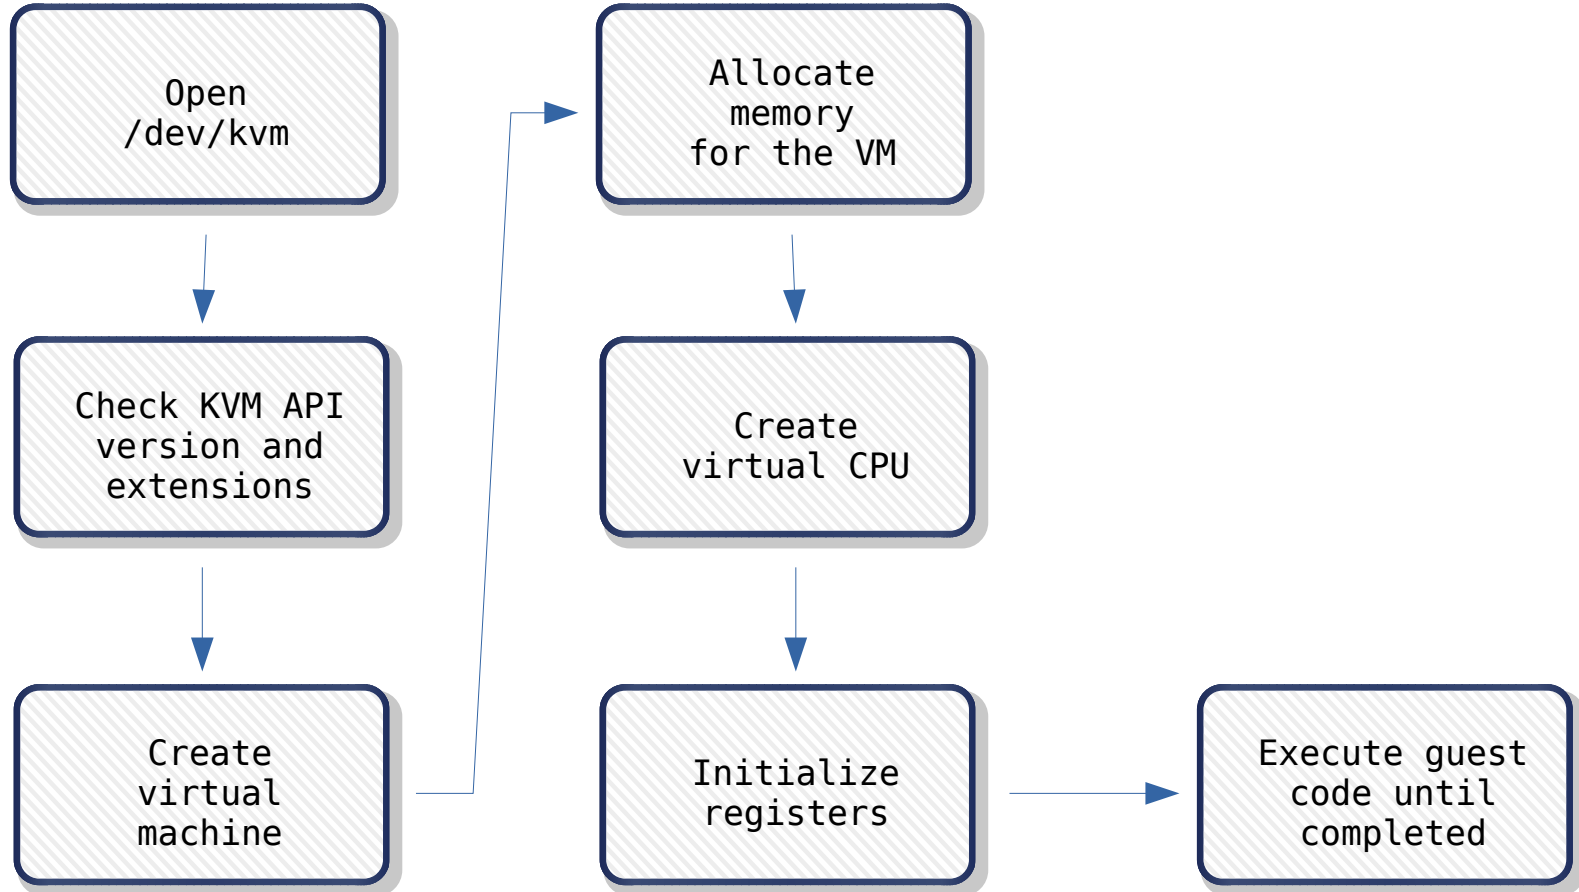 Open
/dev/kvm
Check KVM API
version and
extensions
Create
virtual
machine
Allocate
memory
for the VM
Create
virtual CPU
Initialize
registers
Execute guest
code until
completed